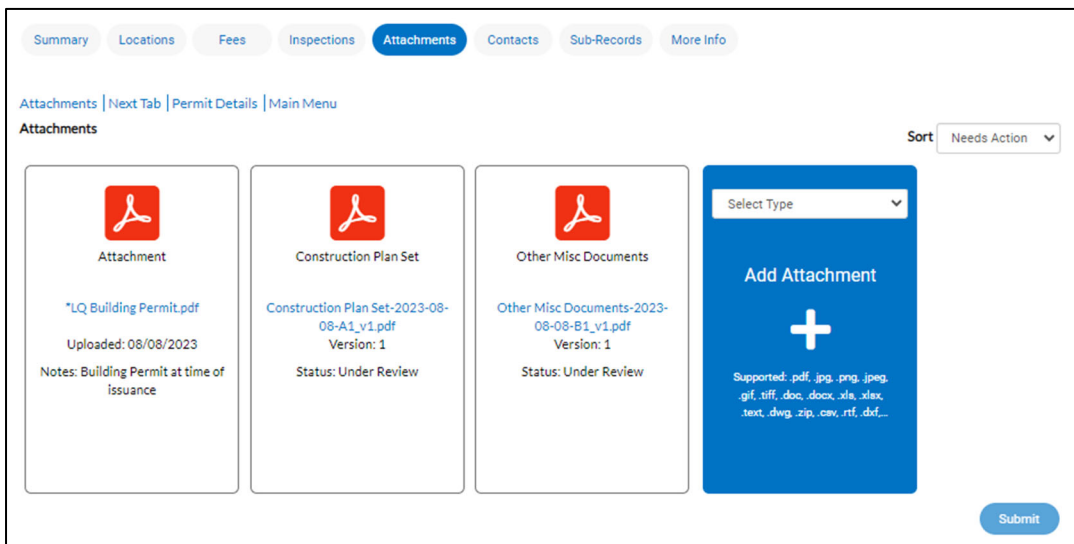 Summary Locations Fees Inspections Attachments Contacts Sub-Records More Info
Attachments | Next Tab | Permit Details | Main Menu
Attachments
Sort Needs Action
Attachment
*LQ Building Permit.pdf
Uploaded: 08/08/2023
Notes: Building Permit at time of
issuance
Construction Plan Set
Construction Plan Set-2023-08-
08-A1_v1.pdf
Version: 1
Status: Under Review
Other Misc Documents
Other Misc Documents-2023-
08-08-B1_v1.pdf
Version: 1
Status: Under Review
Select Type
Add Attachment
Supported: .pdf, .jpg, .png, .jpeg,
.gif, .tiff, .doc, .docx, .xls, .xlsx,
.text, .dwg, .zip, .csv, .rtf, .dxf,...
Submit